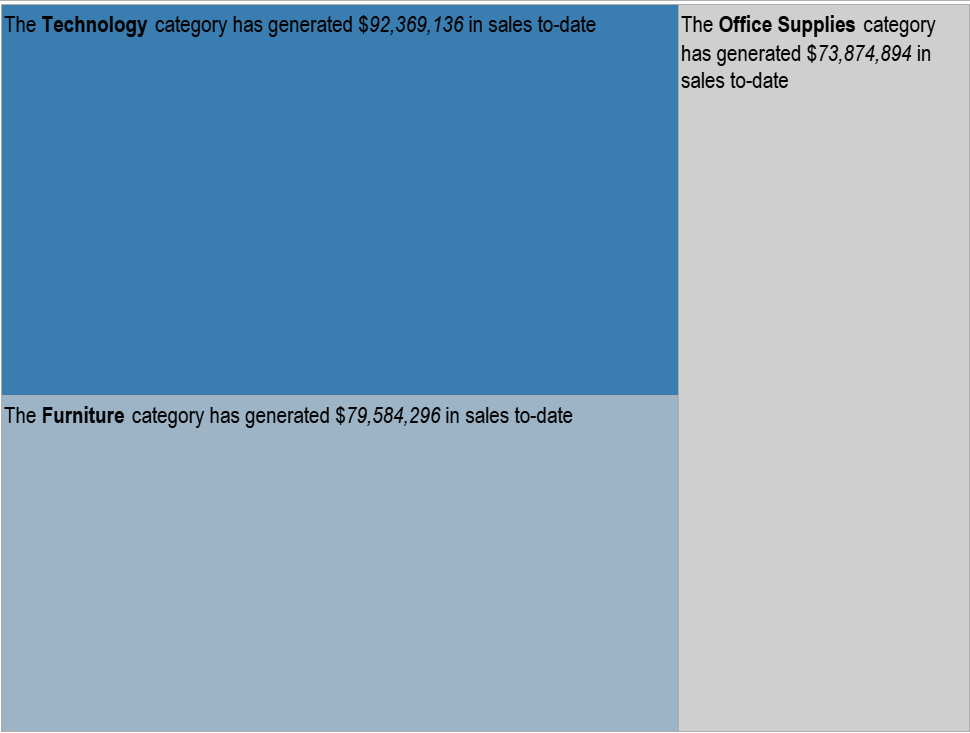 The Technology category has generated $92,369,136 in sales to-date
The Office Supplies category
has generated $73,874,894 in
sales to-date
The Furniture category has generated $79,584,296 in sales to-date